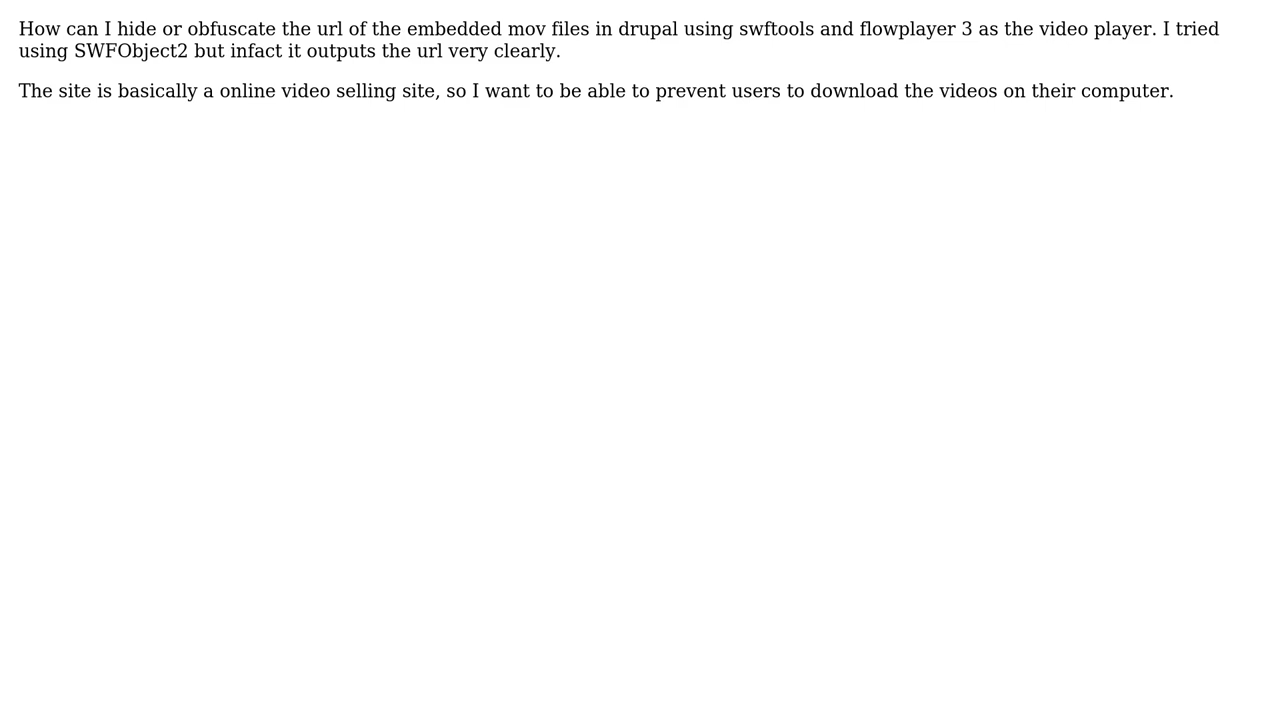 How can I hide or obfuscate the url of the embedded mov files in drupal using swftools and flowplayer 3 as the video player. I tried
using SWFObject2 but infact it outputs the url very clearly.
The site is basically a online video selling site, so I want to be able to prevent users to download the videos on their computer.